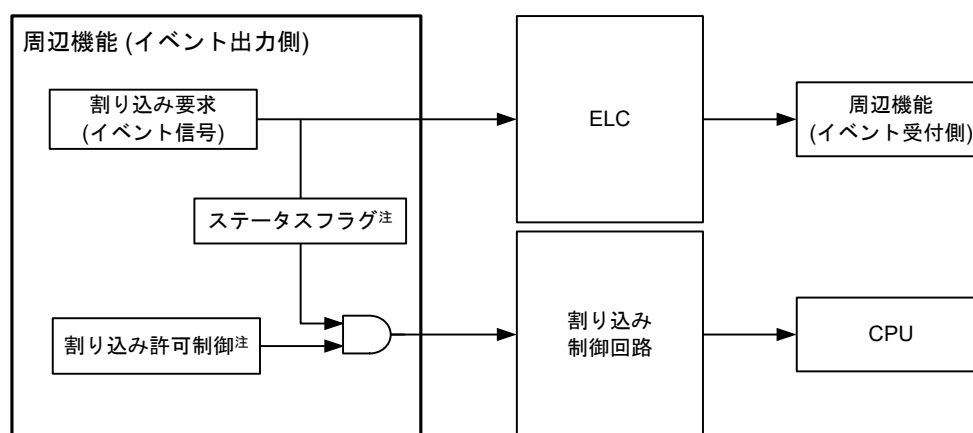 周辺機能 (イベント出力側)
割り込み要求
(イベント信号)
ELC
周辺機能
(イベント受付側)
ステータスフラグ注
割り込み許可制御注
割り込み
制御回路
CPU